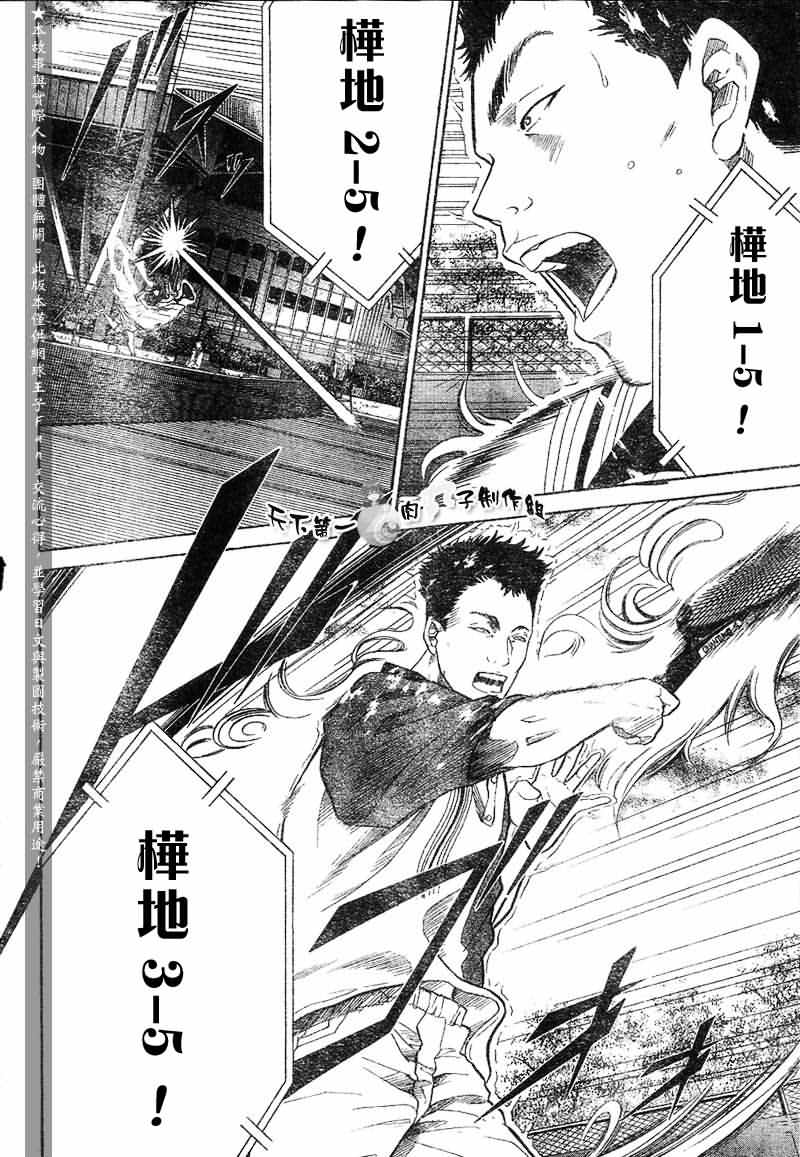 樺地 1-5！
樺地 2-5！
樺地 3-5！
天下第一
肉
子制作組
★本故事與實際人物、團體無關。此版本僅供網球王子Fan交流心得，並學習日文與製圖技術，嚴禁商業用途！